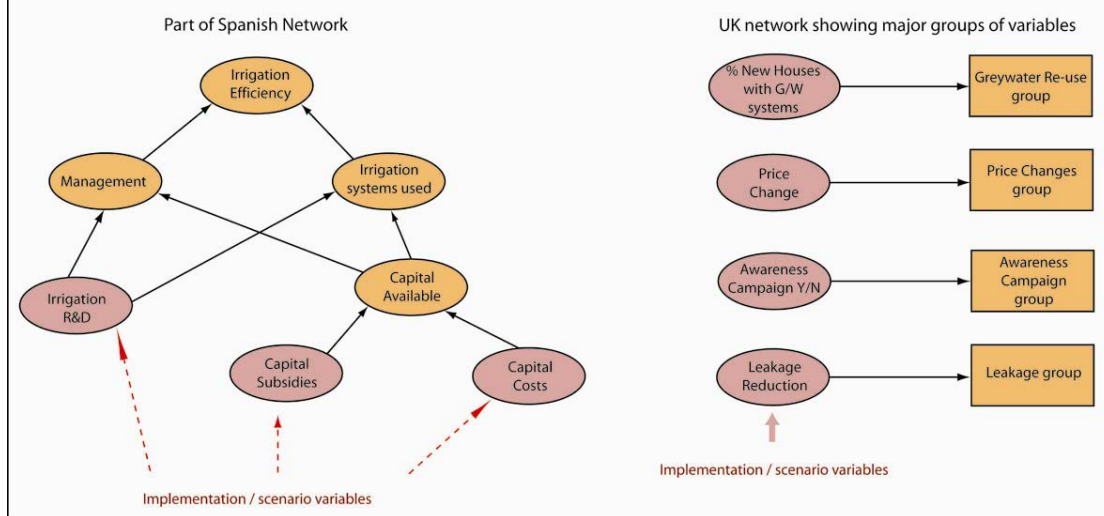 Part of Spanish Network
Irrigation
Efficiency
Management
Irrigation
systems used
Irrigation
R&D
Capital
Available
Capital
Subsidies
Capital
Costs
Implementation / scenario variables
UK network showing major groups of variables
% New Houses
with G/W
systems
Greywater Re-use
group
Price
Change
Price Changes
group
Awareness
Campaign Y/N
Awareness
Campaign
group
Leakage
Reduction
Leakage group
Implementation / scenario variables